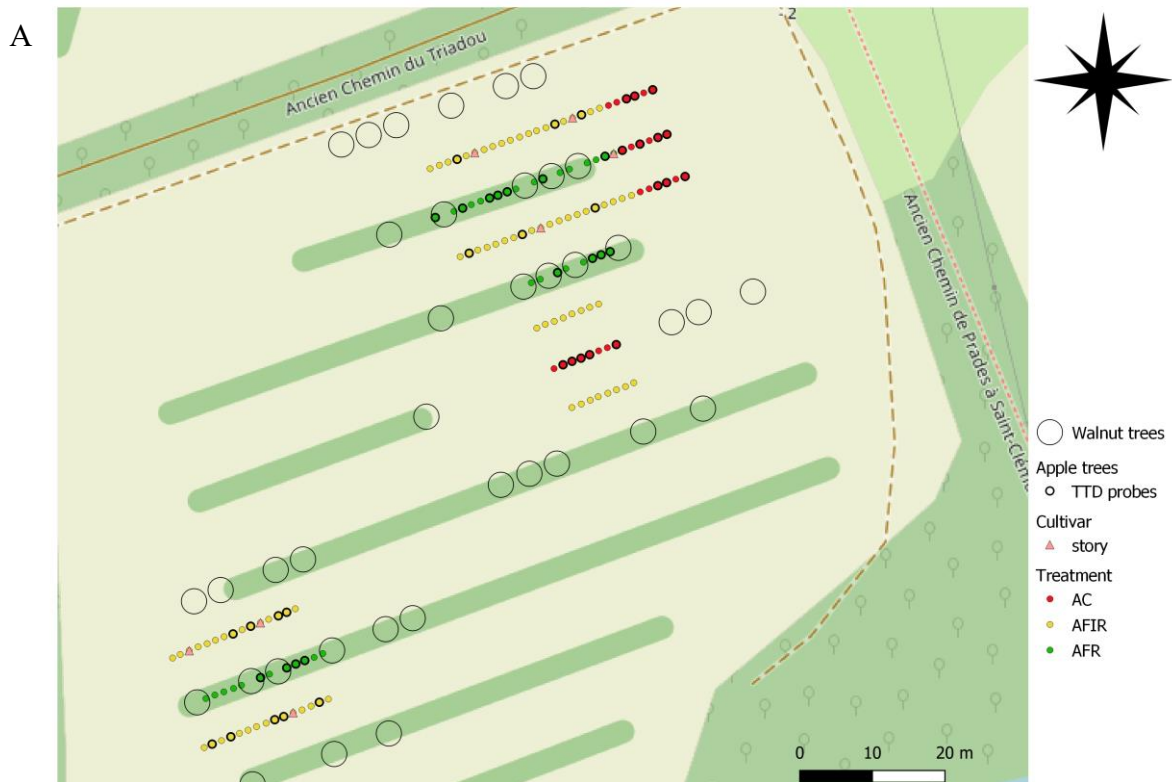 A
2
Ancien Chemin du Triadou
Ancien Chemin de Prades à Saint-Cléme
Walnut trees
Apple trees
TTD probes
Cultivar
story
Treatment
AC
AFIR
AFR
0 10 20 m